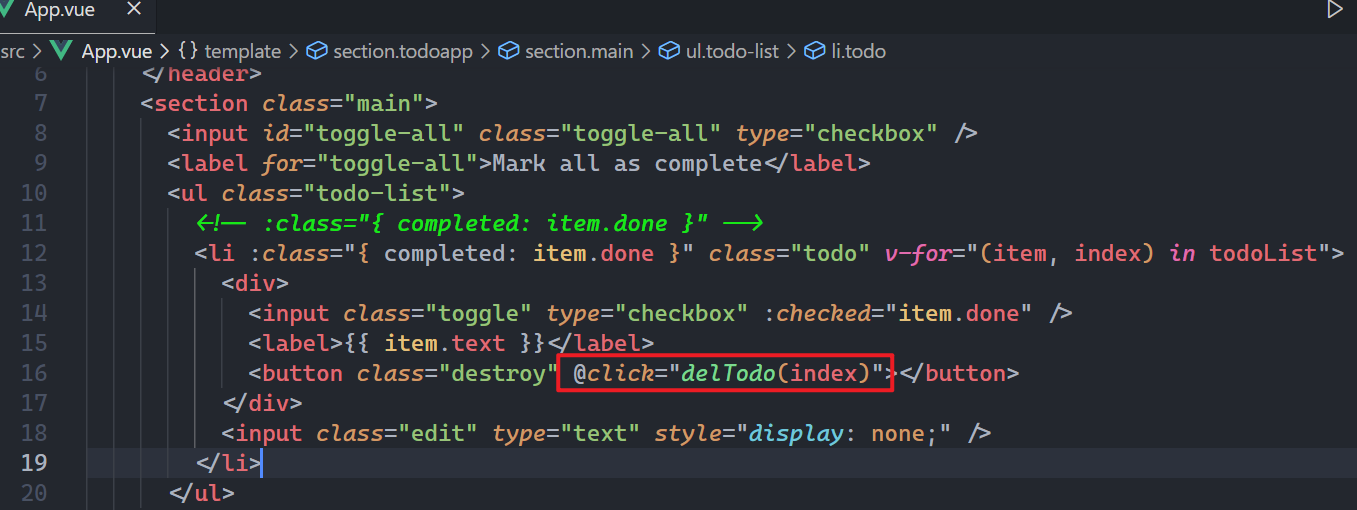 App.vue
src > App.vue > {} template > section.todoapp > section.main > ul.todo-list > li.todo
6 </header>
7 <section class="main">
8 <input id="toggle-all" class="toggle-all" type="checkbox" />
9 <label for="toggle-all">Mark all as complete</label>
10 <ul class="todo-list">
11 <!-- :class="{ completed: item.done }" -->
12 <li :class="{ completed: item.done }" class="todo" v-for="(item, index) in todoList">
13 <div>
14 <input class="toggle" type="checkbox" :checked="item.done" />
15 <label>{{ item.text }}</label>
16 <button class="destroy" @click="delTodo(index)"></button>
17 </div>
18 <input class="edit" type="text" style="display: none;" />
19 </li>
20 </ul>